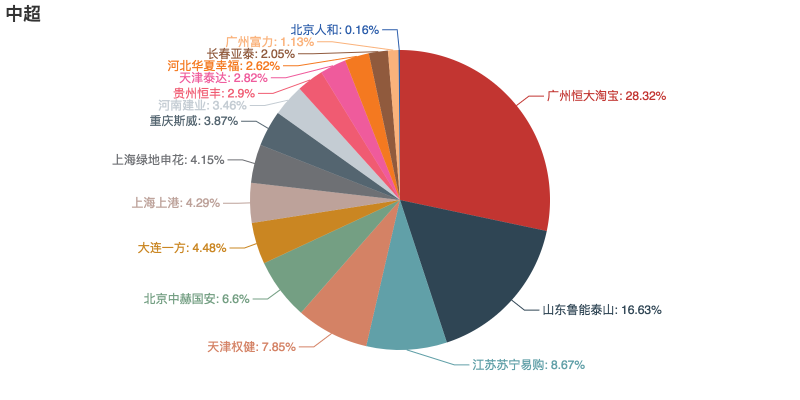 中超
北京人和: 0.16%
广州富力: 1.13%
长春亚泰: 2.05%
河北华夏幸福: 2.62%
天津泰达: 2.82%
贵州恒丰: 2.9%
河南建业: 3.46%
重庆斯威: 3.87%
上海绿地申花: 4.15%
上海上港: 4.29%
大连一方: 4.48%
北京中赫国安: 6.6%
天津权健: 7.85%
广州恒大淘宝: 28.32%
山东鲁能泰山: 16.63%
江苏苏宁易购: 8.67%